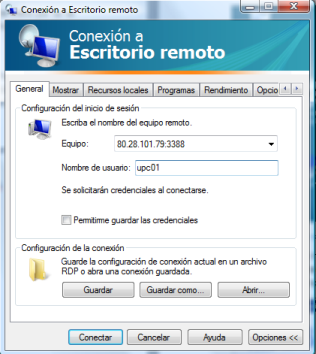 Conexión a Escritorio remoto
Conexión a
Escritorio remoto
General Mostrar Recursos locales Programas Rendimiento Opcio
Configuración del inicio de sesión
Escriba el nombre del equipo remoto.
Equipo: 80.28.101.79:3388
Nombre de usuario: upc01
Se solicitarán credenciales al conectarse.
Permitirme guardar las credenciales
Configuración de la conexión
Guarde la configuración de conexión actual en un archivo
RDP o abra una conexión guardada.
Guardar Guardar como... Abrir...
Conectar Cancelar Ayuda Opciones <<